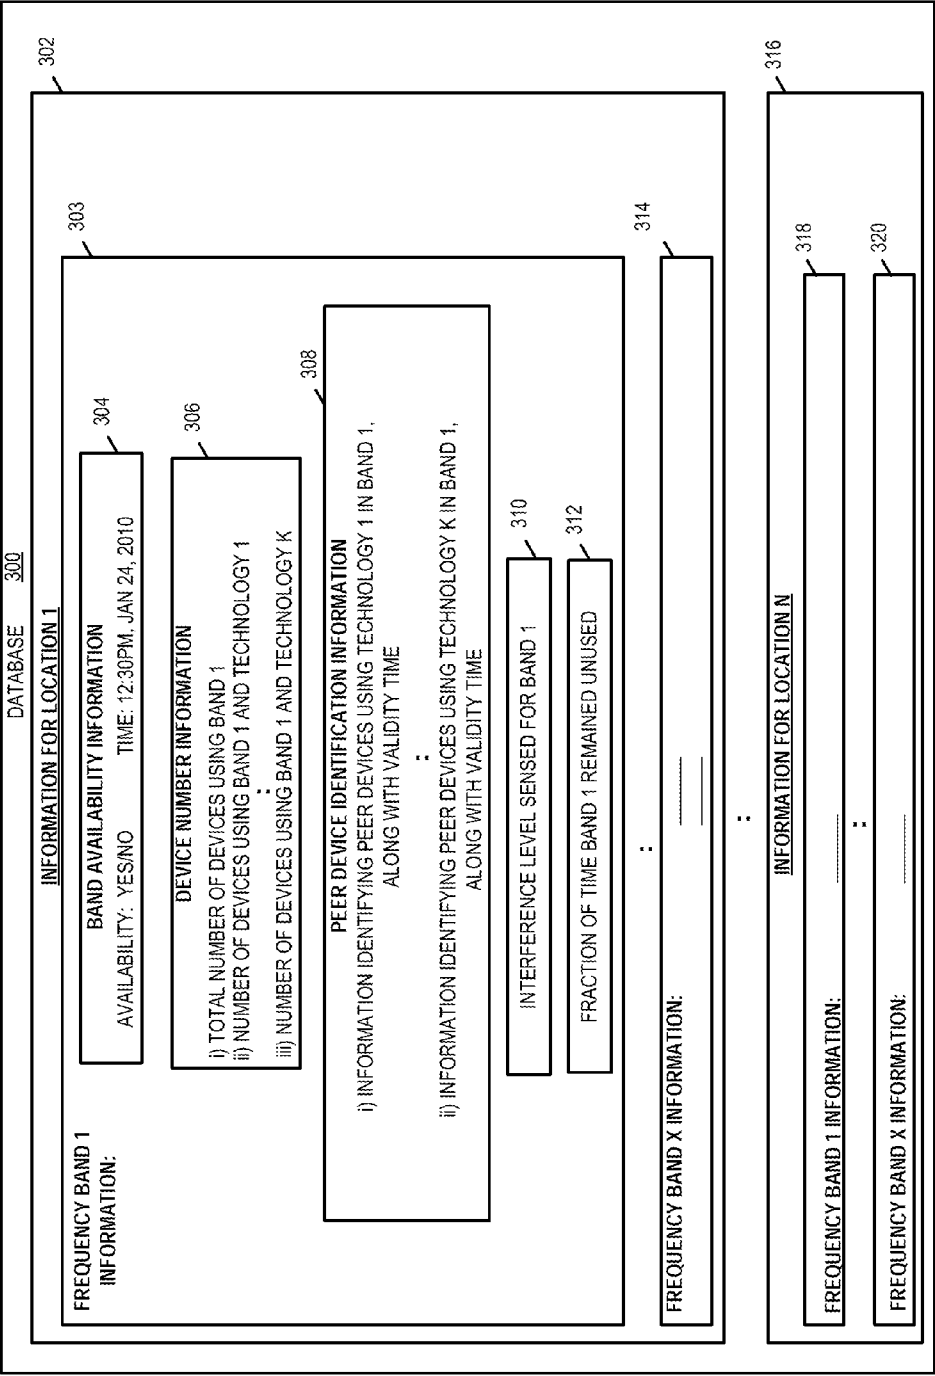 DATABASE 300
INFORMATION FOR LOCATION 1
302
FREQUENCY BAND 1
INFORMATION:
303
BAND AVAILABILITY INFORMATION
304
AVAILABILITY: YES/NO TIME: 12:30PM, JAN 24, 2010
DEVICE NUMBER INFORMATION
306
i) TOTAL NUMBER OF DEVICES USING BAND 1
ii) NUMBER OF DEVICES USING BAND 1 AND TECHNOLOGY 1
:
iii) NUMBER OF DEVICES USING BAND 1 AND TECHNOLOGY K
308
PEER DEVICE IDENTIFICATION INFORMATION
i) INFORMATION IDENTIFYING PEER DEVICES USING TECHNOLOGY 1 IN BAND 1,
ALONG WITH VALIDITY TIME
:
ii) INFORMATION IDENTIFYING PEER DEVICES USING TECHNOLOGY K IN BAND 1,
ALONG WITH VALIDITY TIME
310
INTERFERENCE LEVEL SENSED FOR BAND 1
312
FRACTION OF TIME BAND 1 REMAINED UNUSED
:
314
FREQUENCY BAND X INFORMATION:
:
316
INFORMATION FOR LOCATION N
318
FREQUENCY BAND 1 INFORMATION:
:
320
FREQUENCY BAND X INFORMATION: